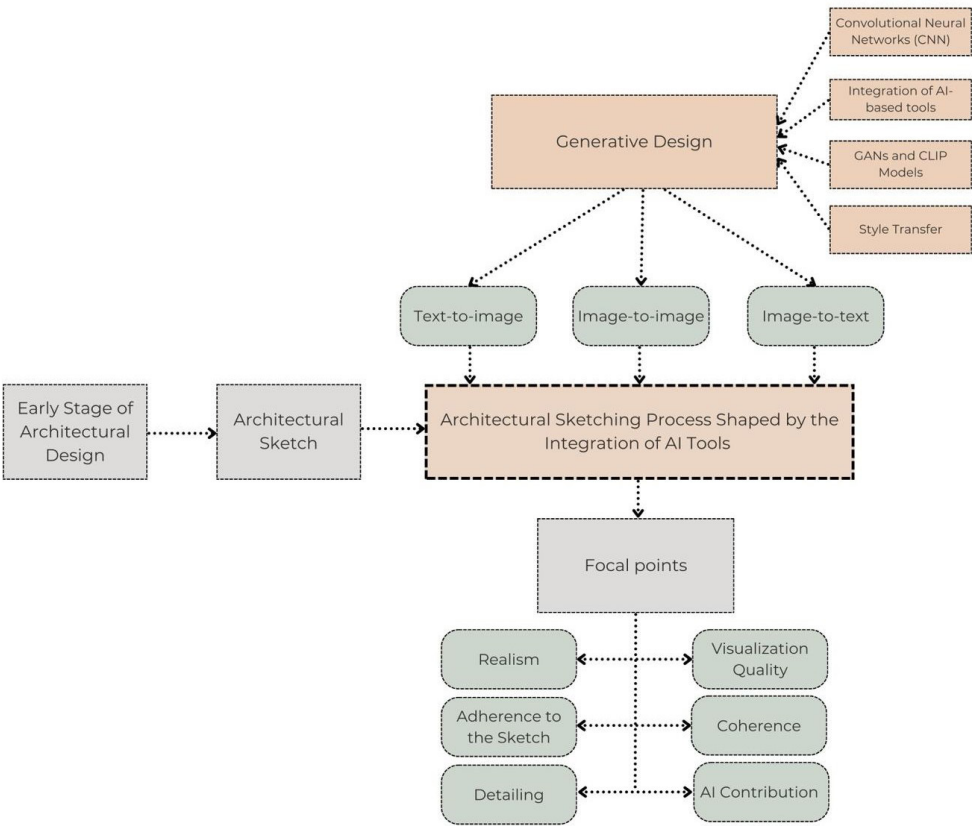 Convolutional Neural
Networks (CNN)
Integration of AI-
based tools
Generative Design
GANs and CLIP
Models
Style Transfer
Text-to-image
Image-to-image
Image-to-text
Early Stage of
Architectural
Design
Architectural
Sketch
Architectural Sketching Process Shaped by the
Integration of AI Tools
Focal points
Realism
Visualization
Quality
Adherence to
the Sketch
Coherence
Detailing
AI Contribution